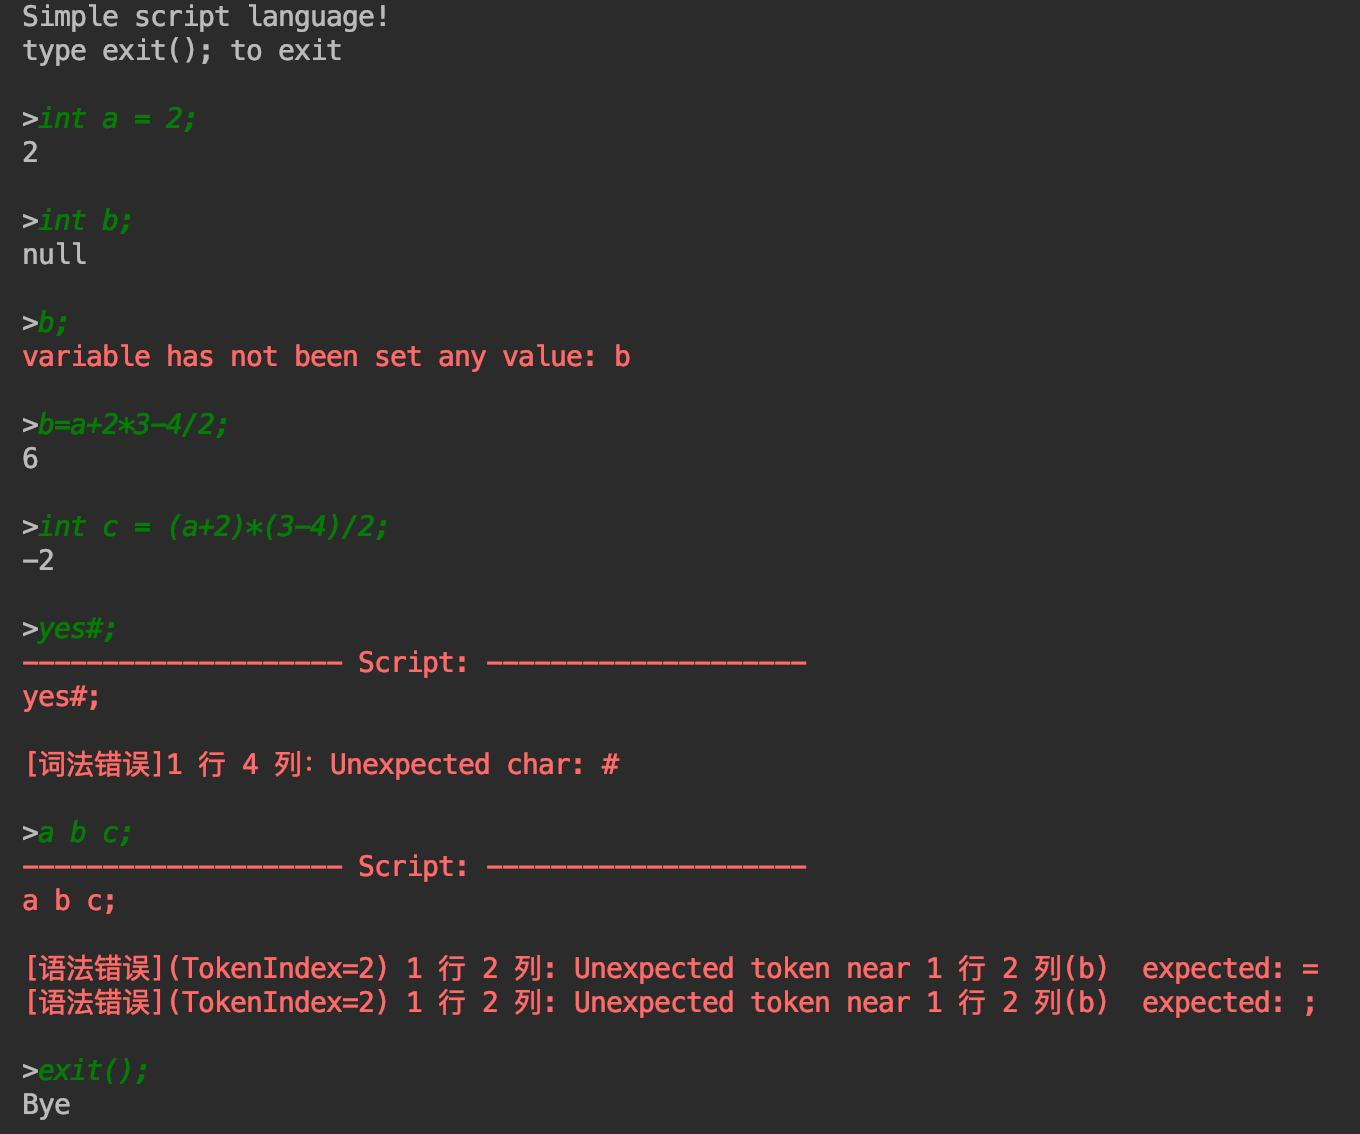 Simple script language!
type exit(); to exit
>int a = 2;
2
>int b;
null
>b;
variable has not been set any value: b
>b=a+2*3-4/2;
6
>int c = (a+2)*(3-4)/2;
-2
>yes#;
-------------------- Script: --------------------
yes#;
[词法错误]1 行 4 列: Unexpected char: #
>a b c;
-------------------- Script: --------------------
a b c;
[语法错误](TokenIndex=2) 1 行 2 列: Unexpected token near 1 行 2 列(b)  expected: =
[语法错误](TokenIndex=2) 1 行 2 列: Unexpected token near 1 行 2 列(b)  expected: ;
>exit();
Bye